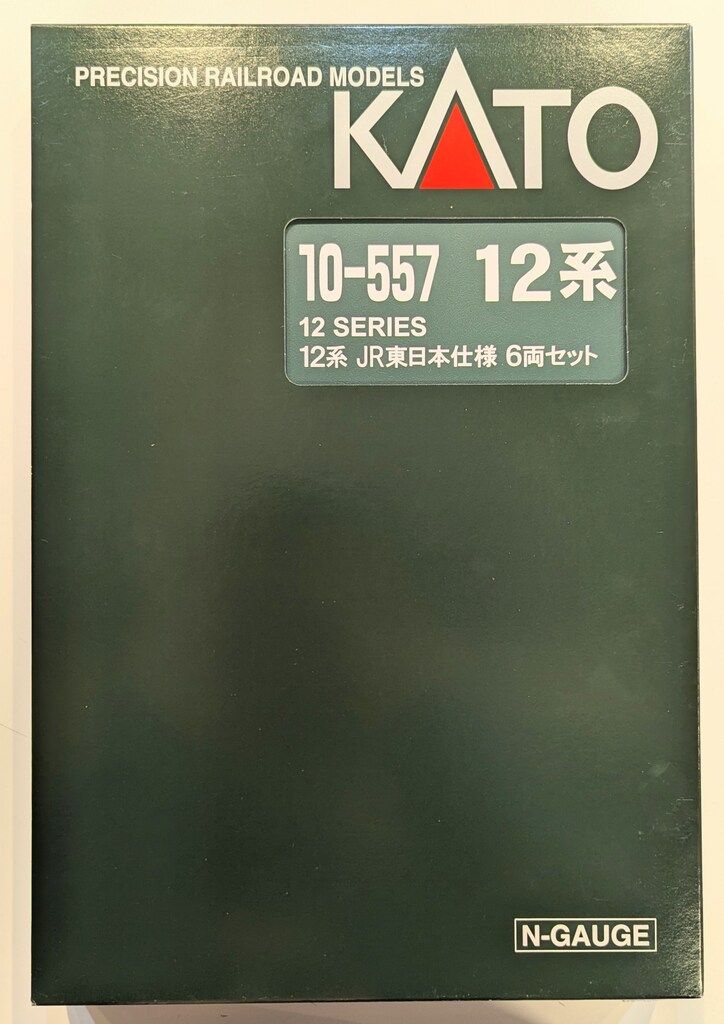 PRECISION RAILROAD MODELS
KATO
10-557 12系
12 SERIES
12系 JR東日本仕様 6両セット
N-GAUGE